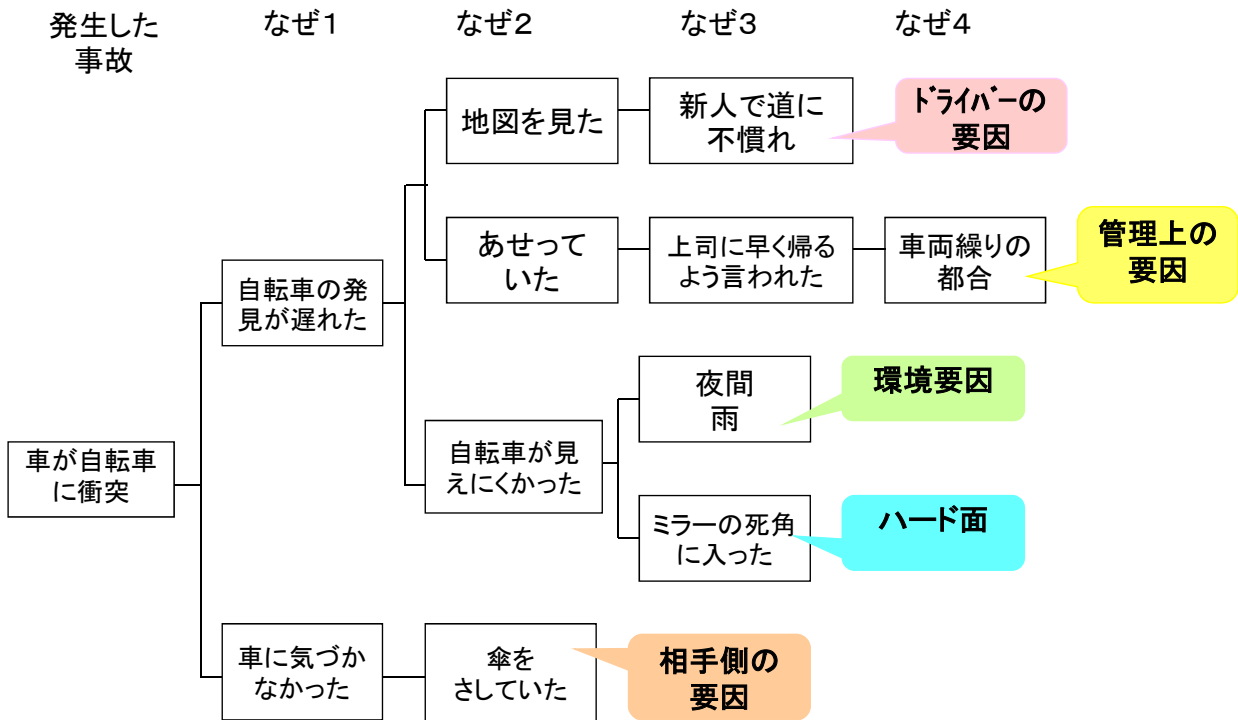 発生した
事故
なぜ1
なぜ2
なぜ3
なぜ4
地図を見た
新人で道に
不慣れ
ﾄﾞﾗｲﾊﾞｰの
要因
あせって
いた
上司に早く帰る
よう言われた
車両繰りの
都合
管理上の
要因
自転車の発
見が遅れた
夜間
雨
環境要因
車が自転車
に衝突
自転車が見
えにくかった
ミラーの死角
に入った
ハード面
車に気づか
なかった
傘を
さしていた
相手側の
要因